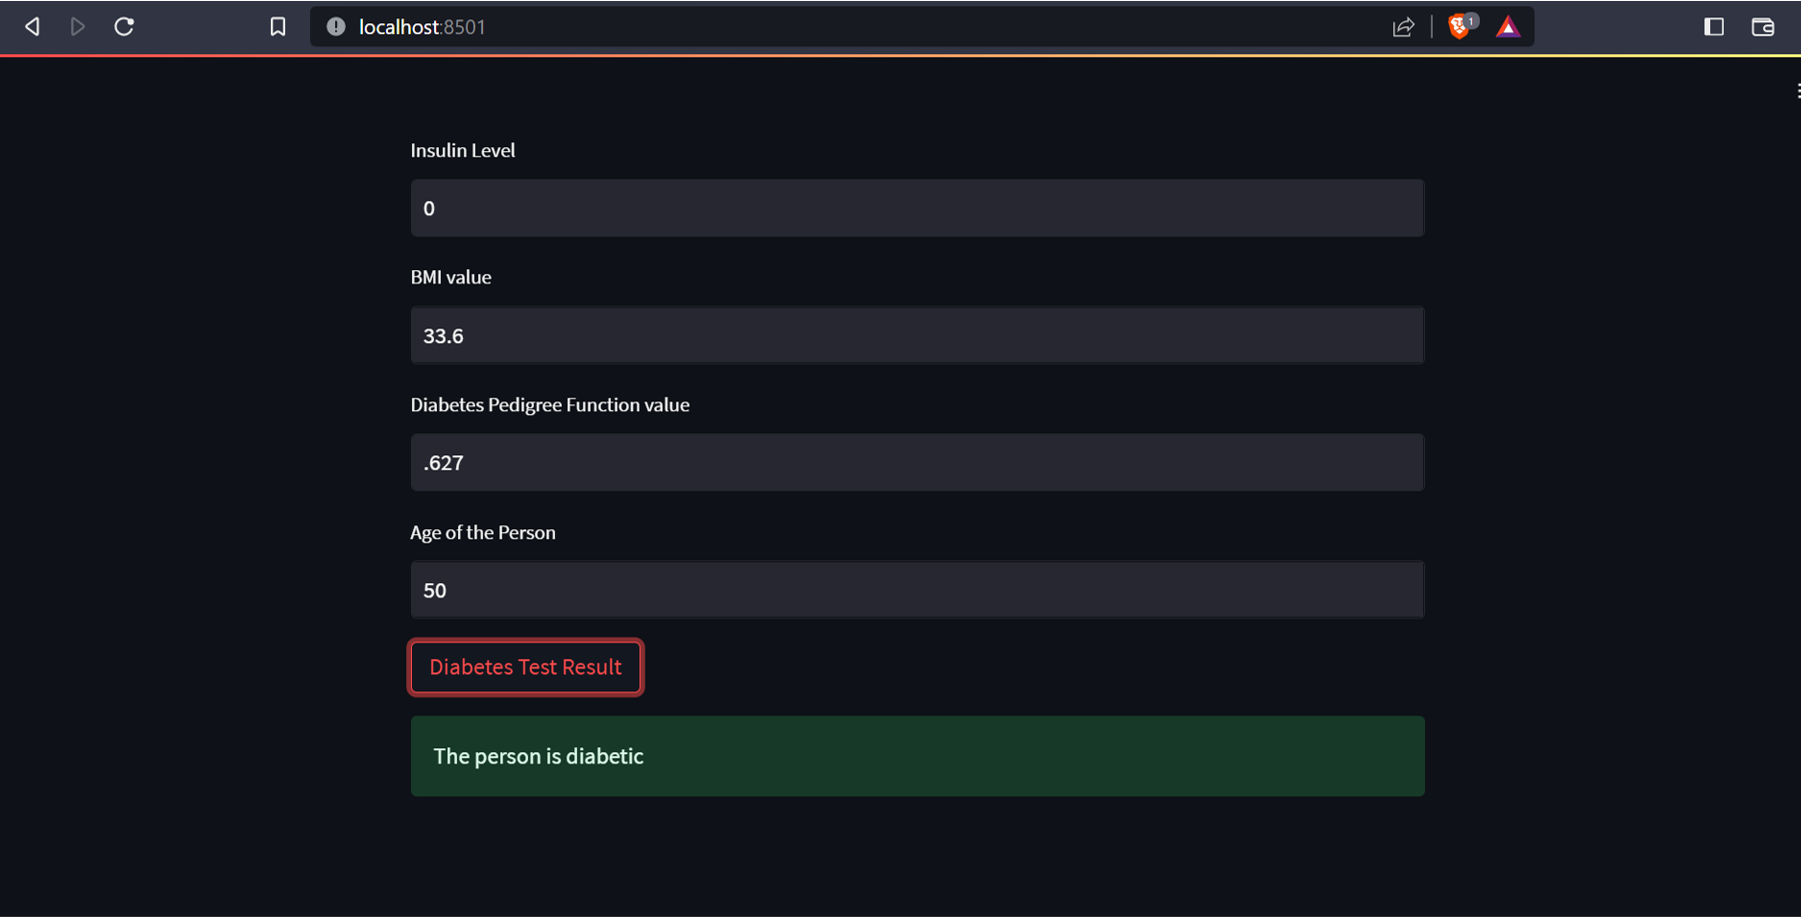 localhost:8501
1
Insulin Level
0
BMI value
33.6
Diabetes Pedigree Function value
.627
Age of the Person
50
Diabetes Test Result
The person is diabetic